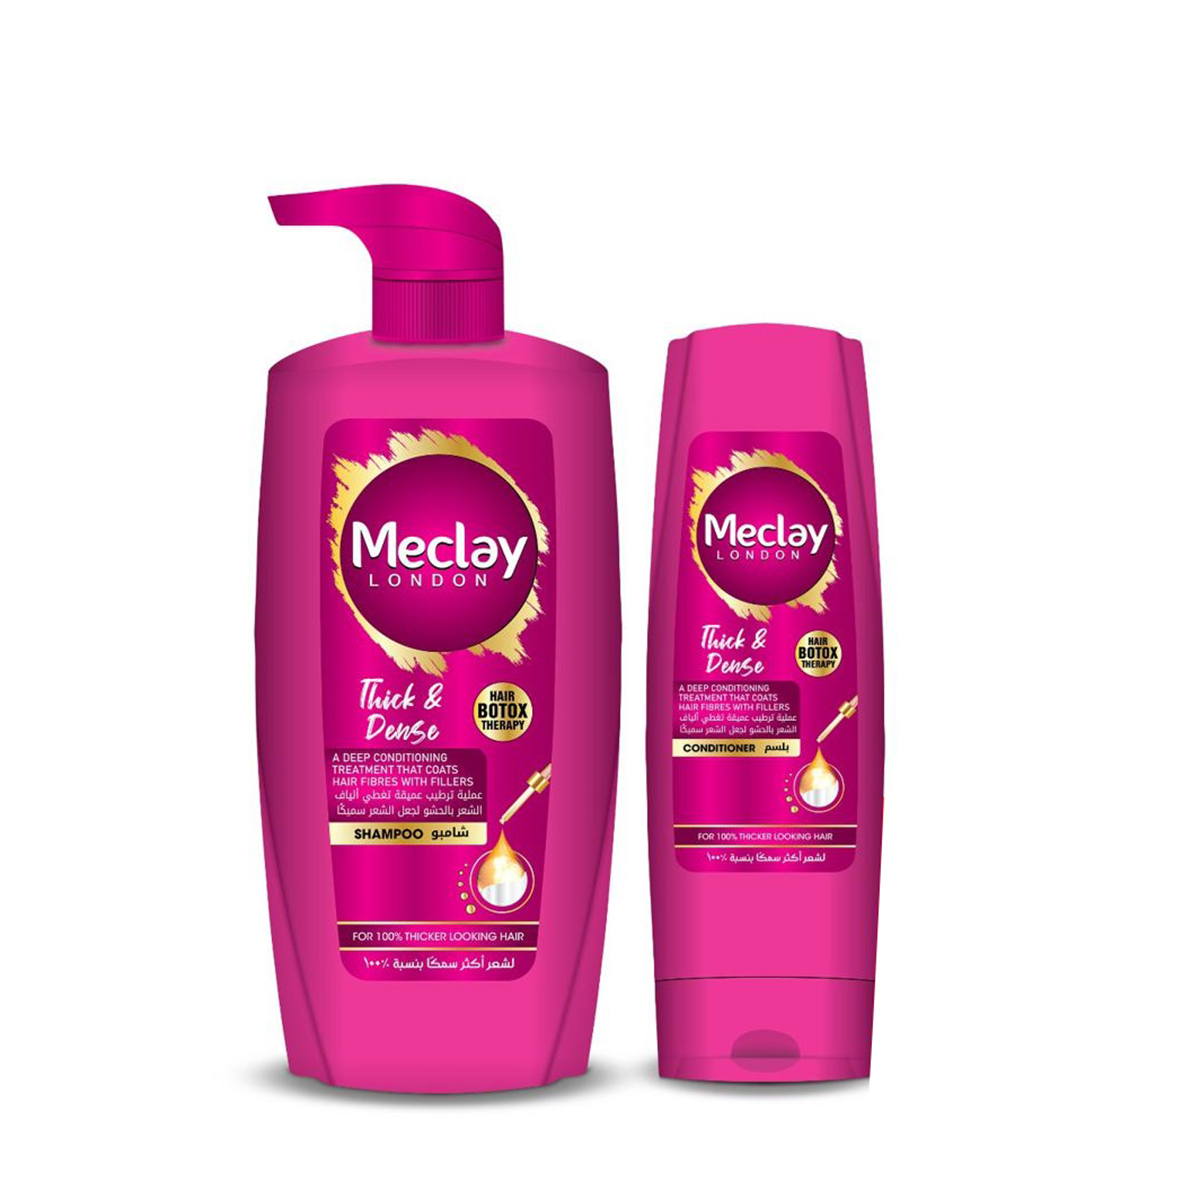 Meclay
LONDON
Thick &
Dense
HAIR
BOTOX
THERAPY
A DEEP CONDITIONING
TREATMENT THAT COATS
HAIR FIBRES WITH FILLERS
عملية ترطيب عميقة تغطي ألياف
الشعر بالحشو لجعل الشعر سميكًا
SHAMPOO شامبو
FOR 100% THICKER LOOKING HAIR
لشعر أكثر سمكًا بنسبة ١٠٠٪
Meclay
LONDON
Thick &
Dense
HAIR
BOTOX
THERAPY
A DEEP CONDITIONING
TREATMENT THAT COATS
HAIR FIBRES WITH FILLERS
عملية ترطيب عميقة تغطي ألياف
الشعر بالحشو لجعل الشعر سميكًا
CONDITIONER بلسم
FOR 100% THICKER LOOKING HAIR
لشعر أكثر سمكًا بنسبة ١٠٠٪